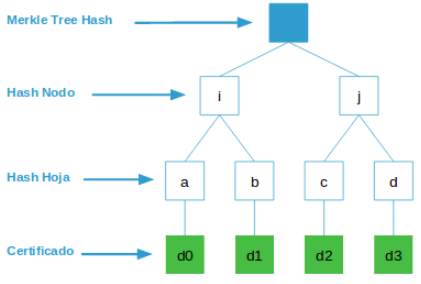 Merkle Tree Hash
Hash Nodo
i
j
Hash Hoja
a
b
c
d
Certificado
d0
d1
d2
d3